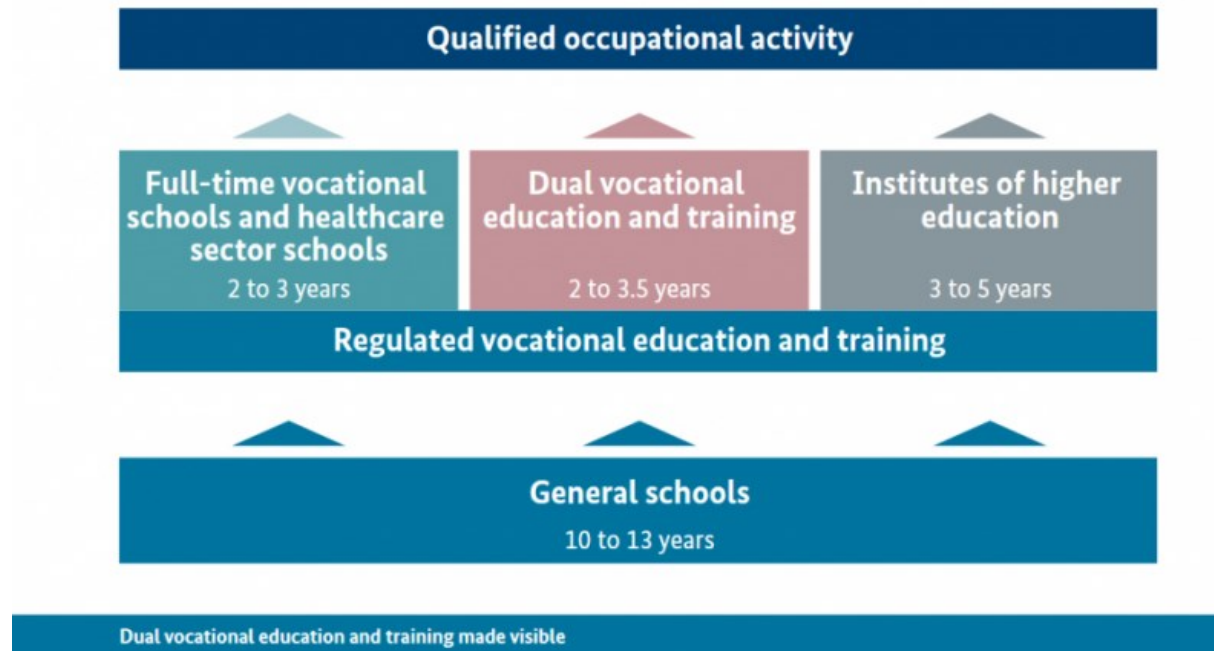 Qualified occupational activity
Full-time vocational
schools and healthcare
sector schools
2 to 3 years
Dual vocational
education and training
2 to 3.5 years
Institutes of higher
education
3 to 5 years
Regulated vocational education and training
General schools
10 to 13 years
Dual vocational education and training made visible